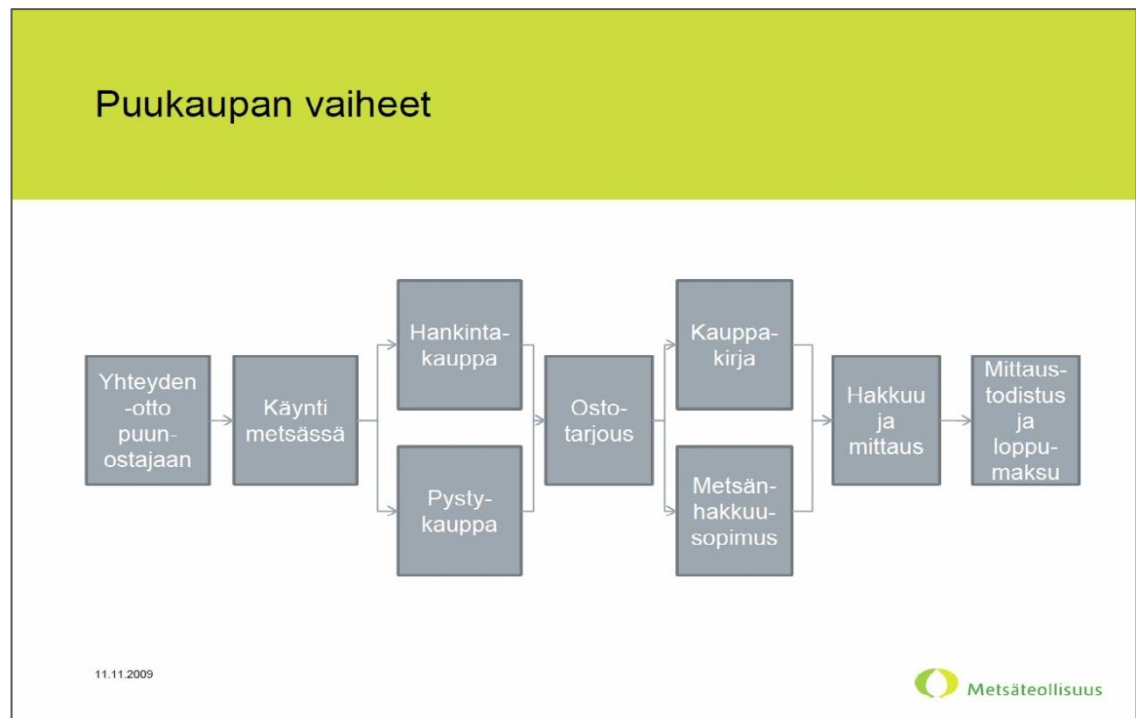 Puukaupan vaiheet
Yhteyden
-otto
puun-
ostajaan
Käynti
metsässä
Hankinta-
kauppa
Pysty-
kauppa
Osto-
tarjous
Kauppa-
kirja
Metsän-
hakkuu-
sopimus
Hakkuu
ja
mittaus
Mittaus-
todistus
ja
loppu-
maksu
11.11.2009
Metsäteollisuus